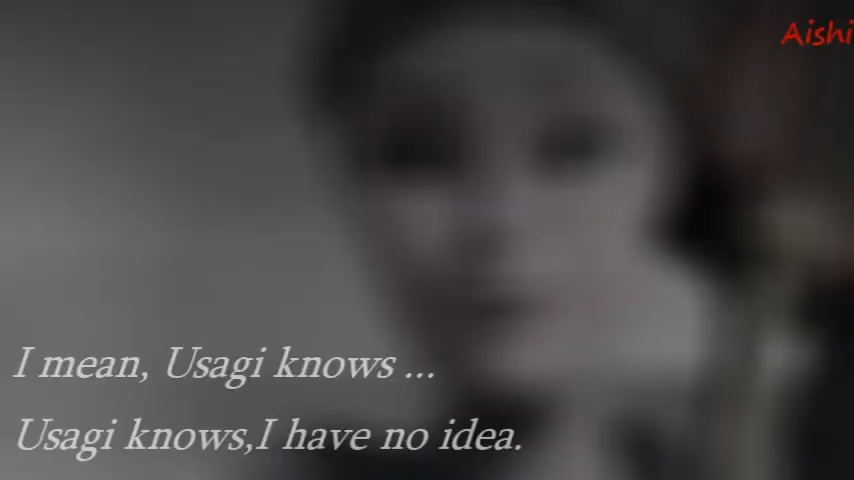 Aishi
I mean, Usagi knows ...
Usagi knows,I have no idea.